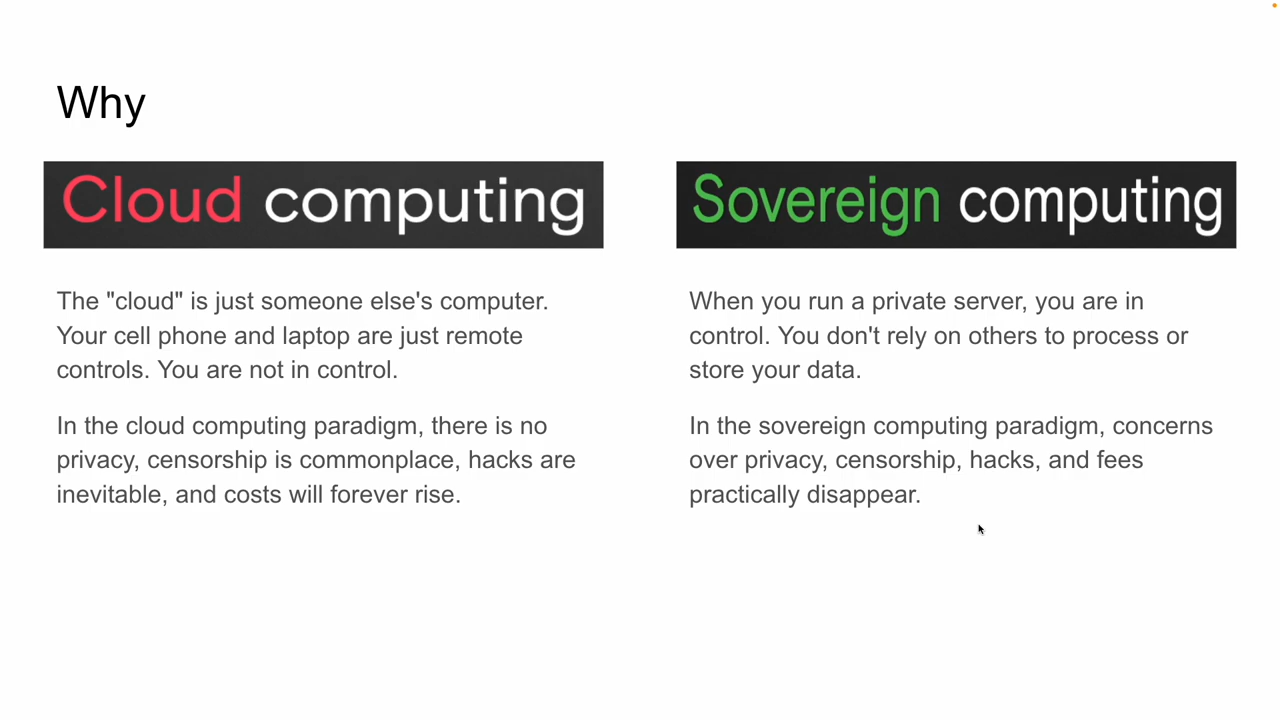 Why
Cloud computing
The "cloud" is just someone else's computer.
Your cell phone and laptop are just remote
controls. You are not in control.
In the cloud computing paradigm, there is no
privacy, censorship is commonplace, hacks are
inevitable, and costs will forever rise.
Sovereign computing
When you run a private server, you are in
control. You don't rely on others to process or
store your data.
In the sovereign computing paradigm, concerns
over privacy, censorship, hacks, and fees
practically disappear.